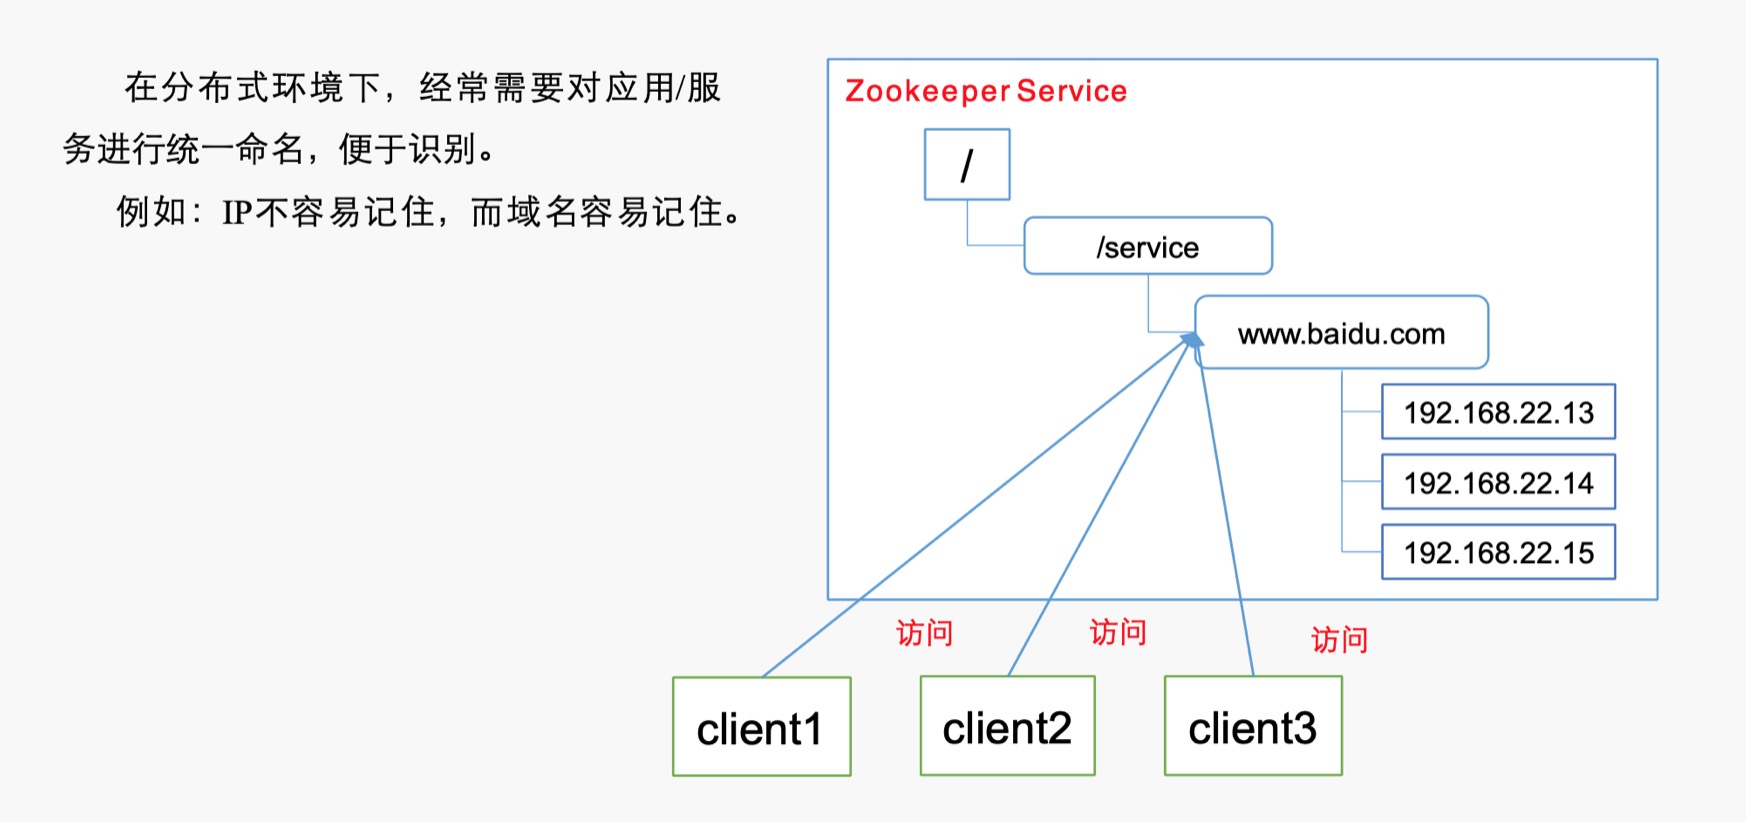 在分布式环境下，经常需要对应用/服
务进行统一命名，便于识别。
例如：IP不容易记住，而域名容易记住。
Zookeeper Service
/
/service
www.baidu.com
192.168.22.13
192.168.22.14
192.168.22.15
访问
访问
访问
client1
client2
client3